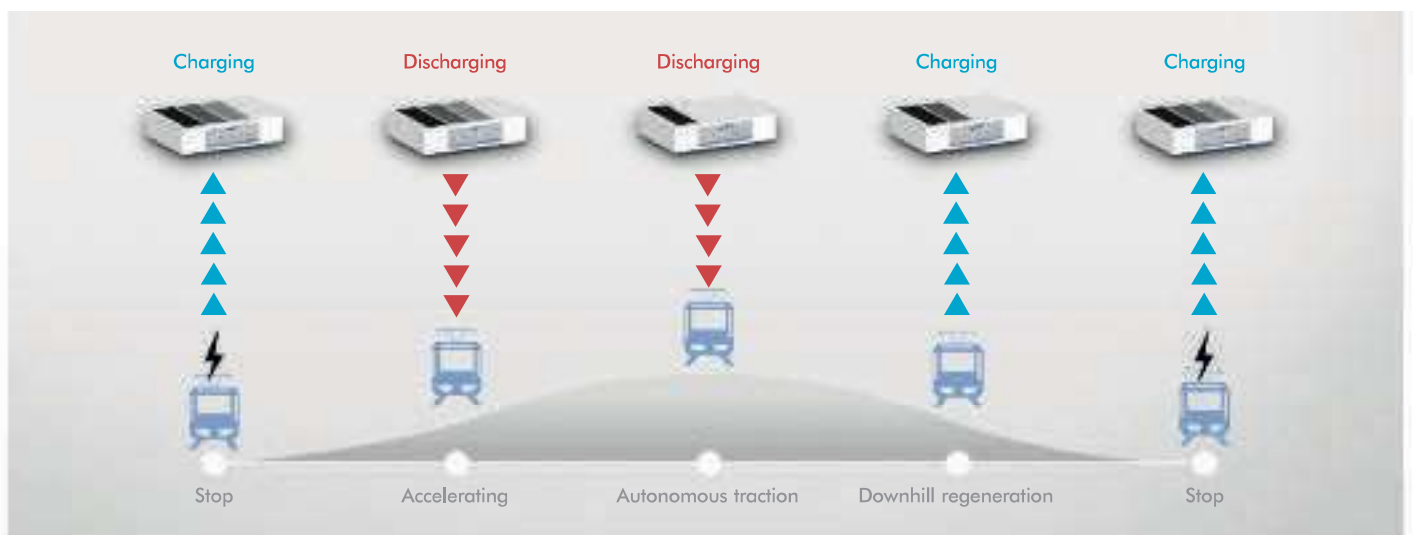 Charging
Discharging
Discharging
Charging
Charging
Stop
Accelerating
Autonomous traction
Downhill regeneration
Stop